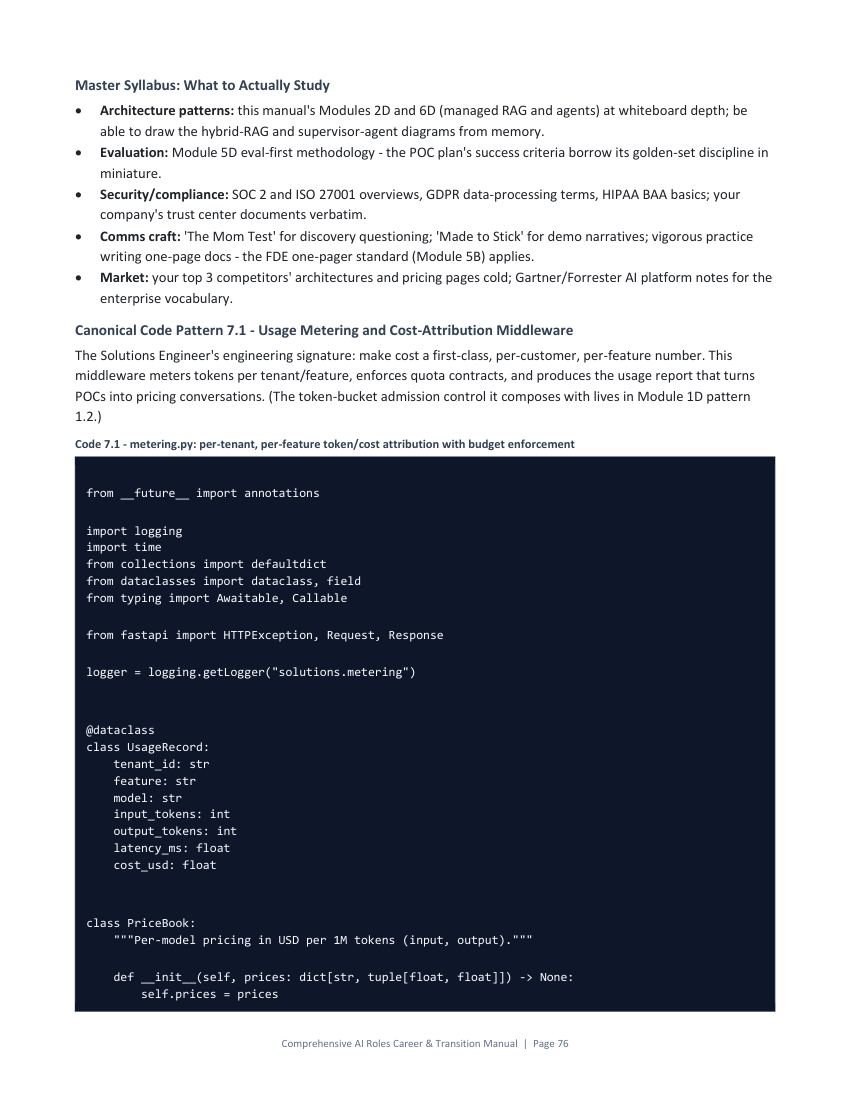 Master Syllabus: What to Actually Study
• Architecture patterns: this manual's Modules 2D and 6D (managed RAG and agents) at whiteboard depth; be
able to draw the hybrid-RAG and supervisor-agent diagrams from memory.
• Evaluation: Module 5D eval-first methodology - the POC plan's success criteria borrow its golden-set discipline in
miniature.
• Security/compliance: SOC 2 and ISO 27001 overviews, GDPR data-processing terms, HIPAA BAA basics; your
company's trust center documents verbatim.
• Comms craft: 'The Mom Test' for discovery questioning; 'Made to Stick' for demo narratives; vigorous practice
writing one-page docs - the FDE one-pager standard (Module 5B) applies.
• Market: your top 3 competitors' architectures and pricing pages cold; Gartner/Forrester AI platform notes for the
enterprise vocabulary.
Canonical Code Pattern 7.1 - Usage Metering and Cost-Attribution Middleware
The Solutions Engineer's engineering signature: make cost a first-class, per-customer, per-feature number. This
middleware meters tokens per tenant/feature, enforces quota contracts, and produces the usage report that turns
POCs into pricing conversations. (The token-bucket admission control it composes with lives in Module 1D pattern
1.2.)
Code 7.1 - metering.py: per-tenant, per-feature token/cost attribution with budget enforcement
from __future__ import annotations
import logging
import time
from collections import defaultdict
from dataclasses import dataclass, field
from typing import Awaitable, Callable
from fastapi import HTTPException, Request, Response
logger = logging.getLogger("solutions.metering")
@dataclass
class UsageRecord:
    tenant_id: str
    feature: str
    model: str
    input_tokens: int
    output_tokens: int
    latency_ms: float
    cost_usd: float
class PriceBook:
    """Per-model pricing in USD per 1M tokens (input, output)."""
    def __init__(self, prices: dict[str, tuple[float, float]]) -> None:
        self.prices = prices
Comprehensive AI Roles Career & Transition Manual | Page 76